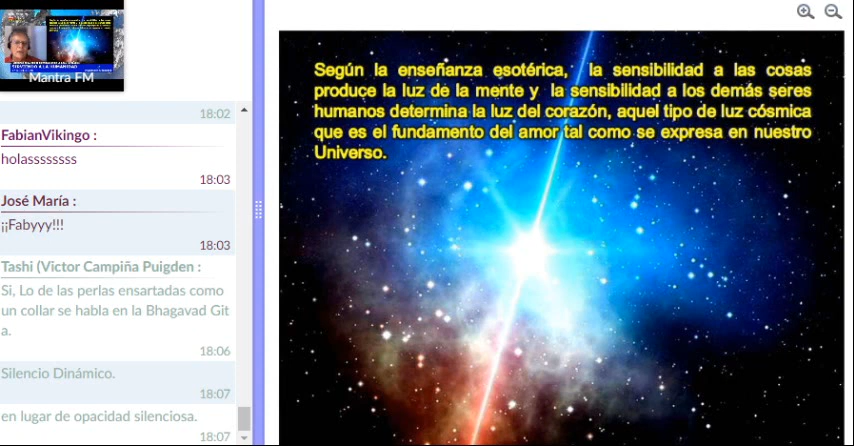 Mantra FM
18:02
FabianVikingo :
holassssssss
18:03
José María :
¡¡Fabyyy!!!
18:03
Tashi (Victor Campiña Puigden :
Si, Lo de las perlas ensartadas como
un collar se habla en la Bhagavad Git
a.
18:06
Silencio Dinámico.
18:07
en lugar de opacidad silenciosa.
18:07
Según la enseñanza esotérica, la sensibilidad a las cosas
produce la luz de la mente y la sensibilidad a los demás seres
humanos determina la luz del corazón, aquel tipo de luz cósmica
que es el fundamento del amor tal como se expresa en nuestro
Universo.